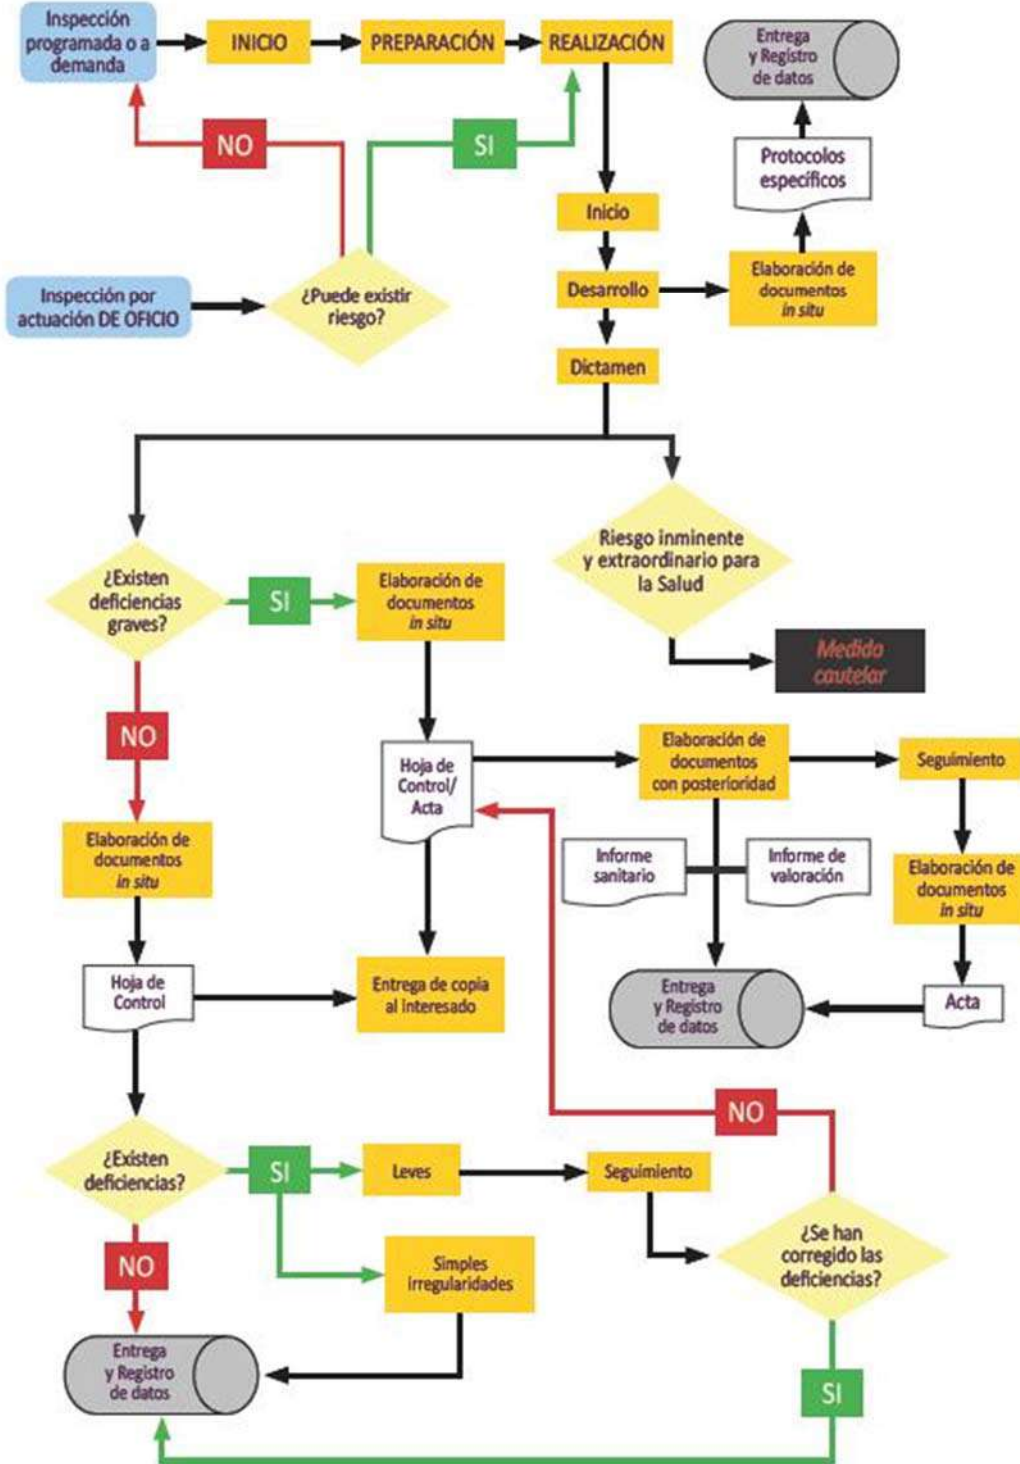 Inspección
programada o a
demanda
INICIO
PREPARACIÓN
REALIZACIÓN
Entrega
y Registro
de datos
NO
SI
Protocolos
específicos
Inicio
Inspección por
actuación DE OFICIO
¿Puede existir
riesgo?
Desarrollo
Elaboración de
documentos
in situ
Dictamen
¿Existen
deficiencias
graves?
SI
Elaboración de
documentos
in situ
Riesgo inminente
y extraordinario para
la Salud
Medida
cautelar
NO
Hoja de
Control/
Acta
Elaboración de
documentos
con posterioridad
Seguimiento
Elaboración de
documentos
in situ
Informe
sanitario
Informe de
valoración
Elaboración de
documentos
in situ
Hoja de
Control
Entrega de copia
al interesado
Entrega
y Registro
de datos
Acta
NO
¿Existen
deficiencias?
SI
Leves
Seguimiento
¿Se han
corregido las
deficiencias?
NO
Simples
irregularidades
Entrega
y Registro
de datos
SI